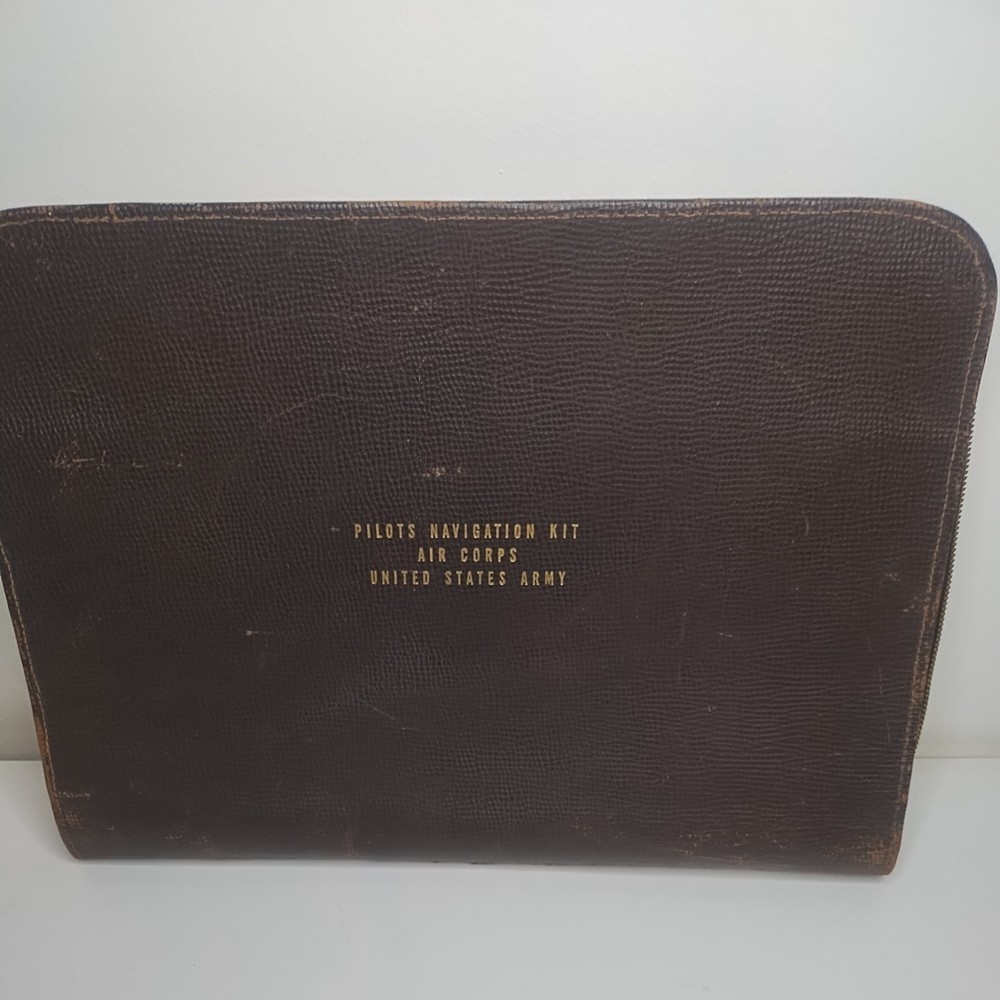 PILOTS NAVIGATION KIT
AIR CORPS
UNITED STATES ARMY